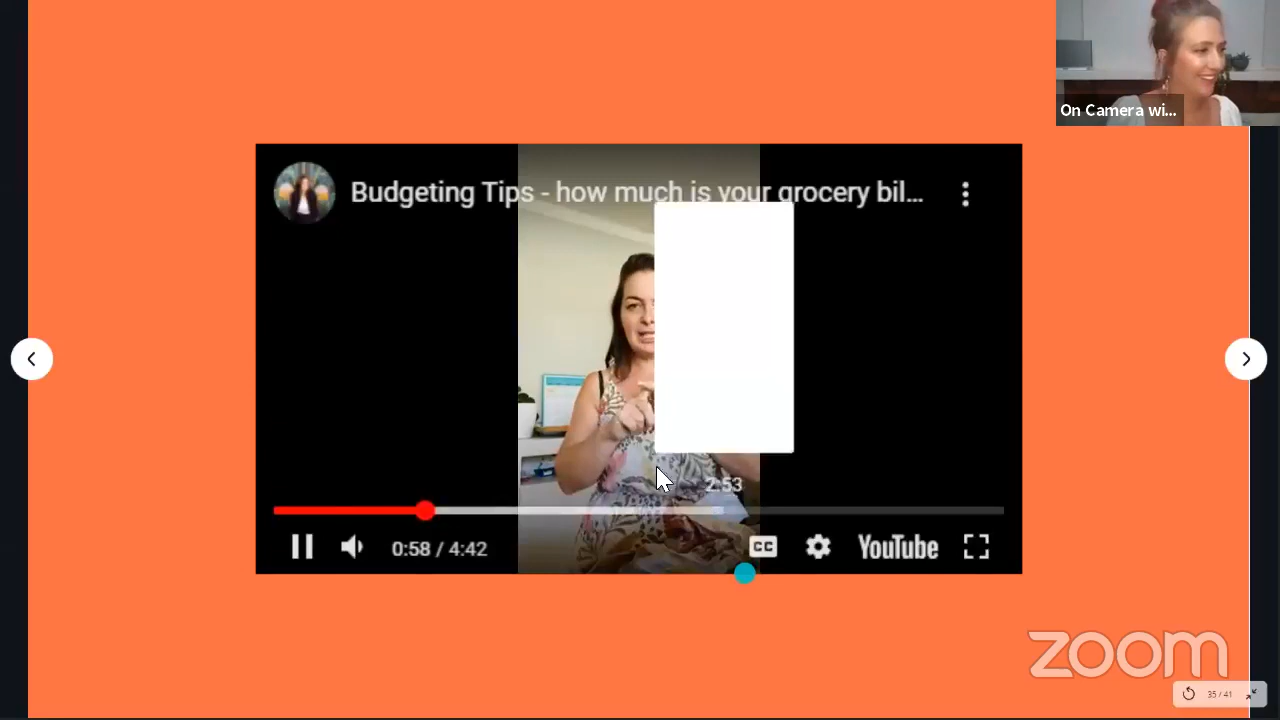 On Camera wi...
Budgeting Tips - how much is your grocery bil...
2:53
0:58 / 4:42
CC
YouTube
zoom
35 / 41